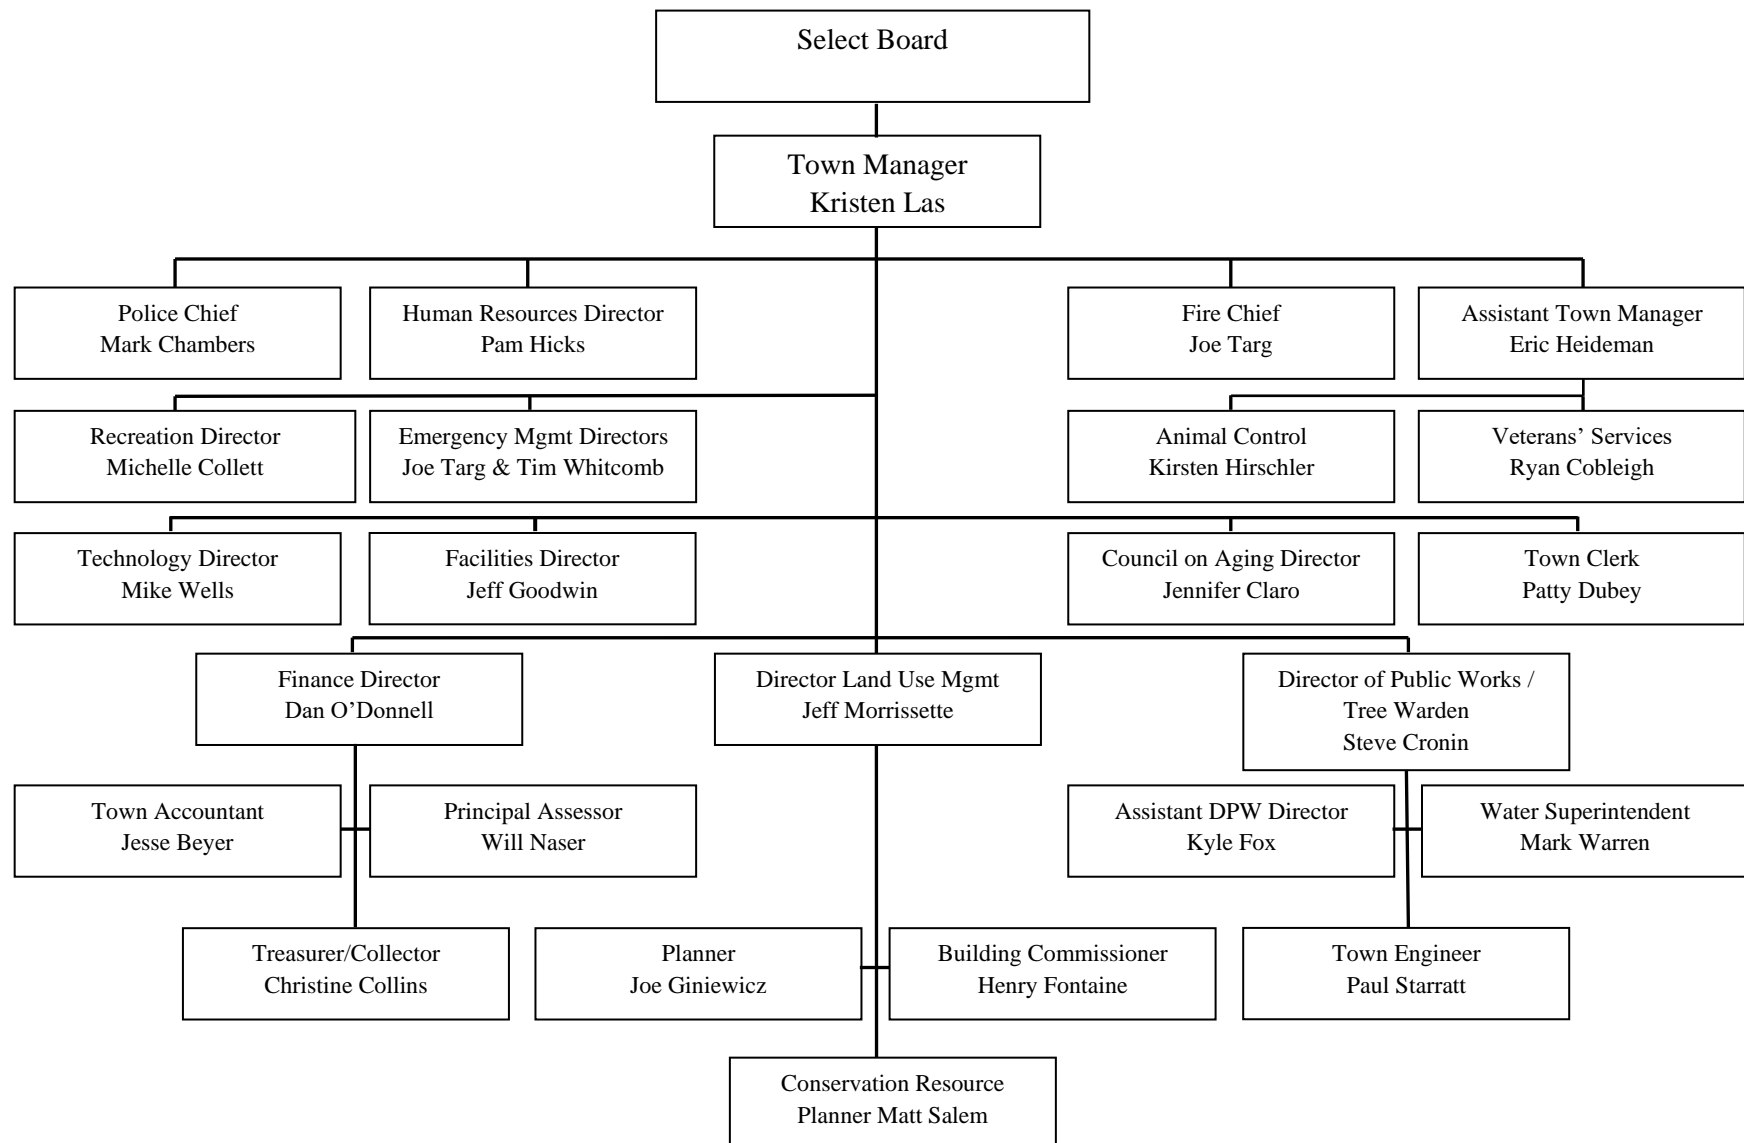 Select Board
Town Manager
Kristen Las
Police Chief
Mark Chambers
Human Resources Director
Pam Hicks
Fire Chief
Joe Targ
Assistant Town Manager
Eric Heideman
Recreation Director
Michelle Collett
Emergency Mgmt Directors
Joe Targ & Tim Whitcomb
Animal Control
Kirsten Hirschler
Veterans’ Services
Ryan Cobleigh
Technology Director
Mike Wells
Facilities Director
Jeff Goodwin
Council on Aging Director
Jennifer Claro
Town Clerk
Patty Dubey
Finance Director
Dan O’Donnell
Director Land Use Mgmt
Jeff Morrissette
Director of Public Works /
Tree Warden
Steve Cronin
Town Accountant
Jesse Beyer
Principal Assessor
Will Naser
Assistant DPW Director
Kyle Fox
Water Superintendent
Mark Warren
Treasurer/Collector
Christine Collins
Planner
Joe Giniewicz
Building Commissioner
Henry Fontaine
Town Engineer
Paul Starratt
Conservation Resource
Planner Matt Salem